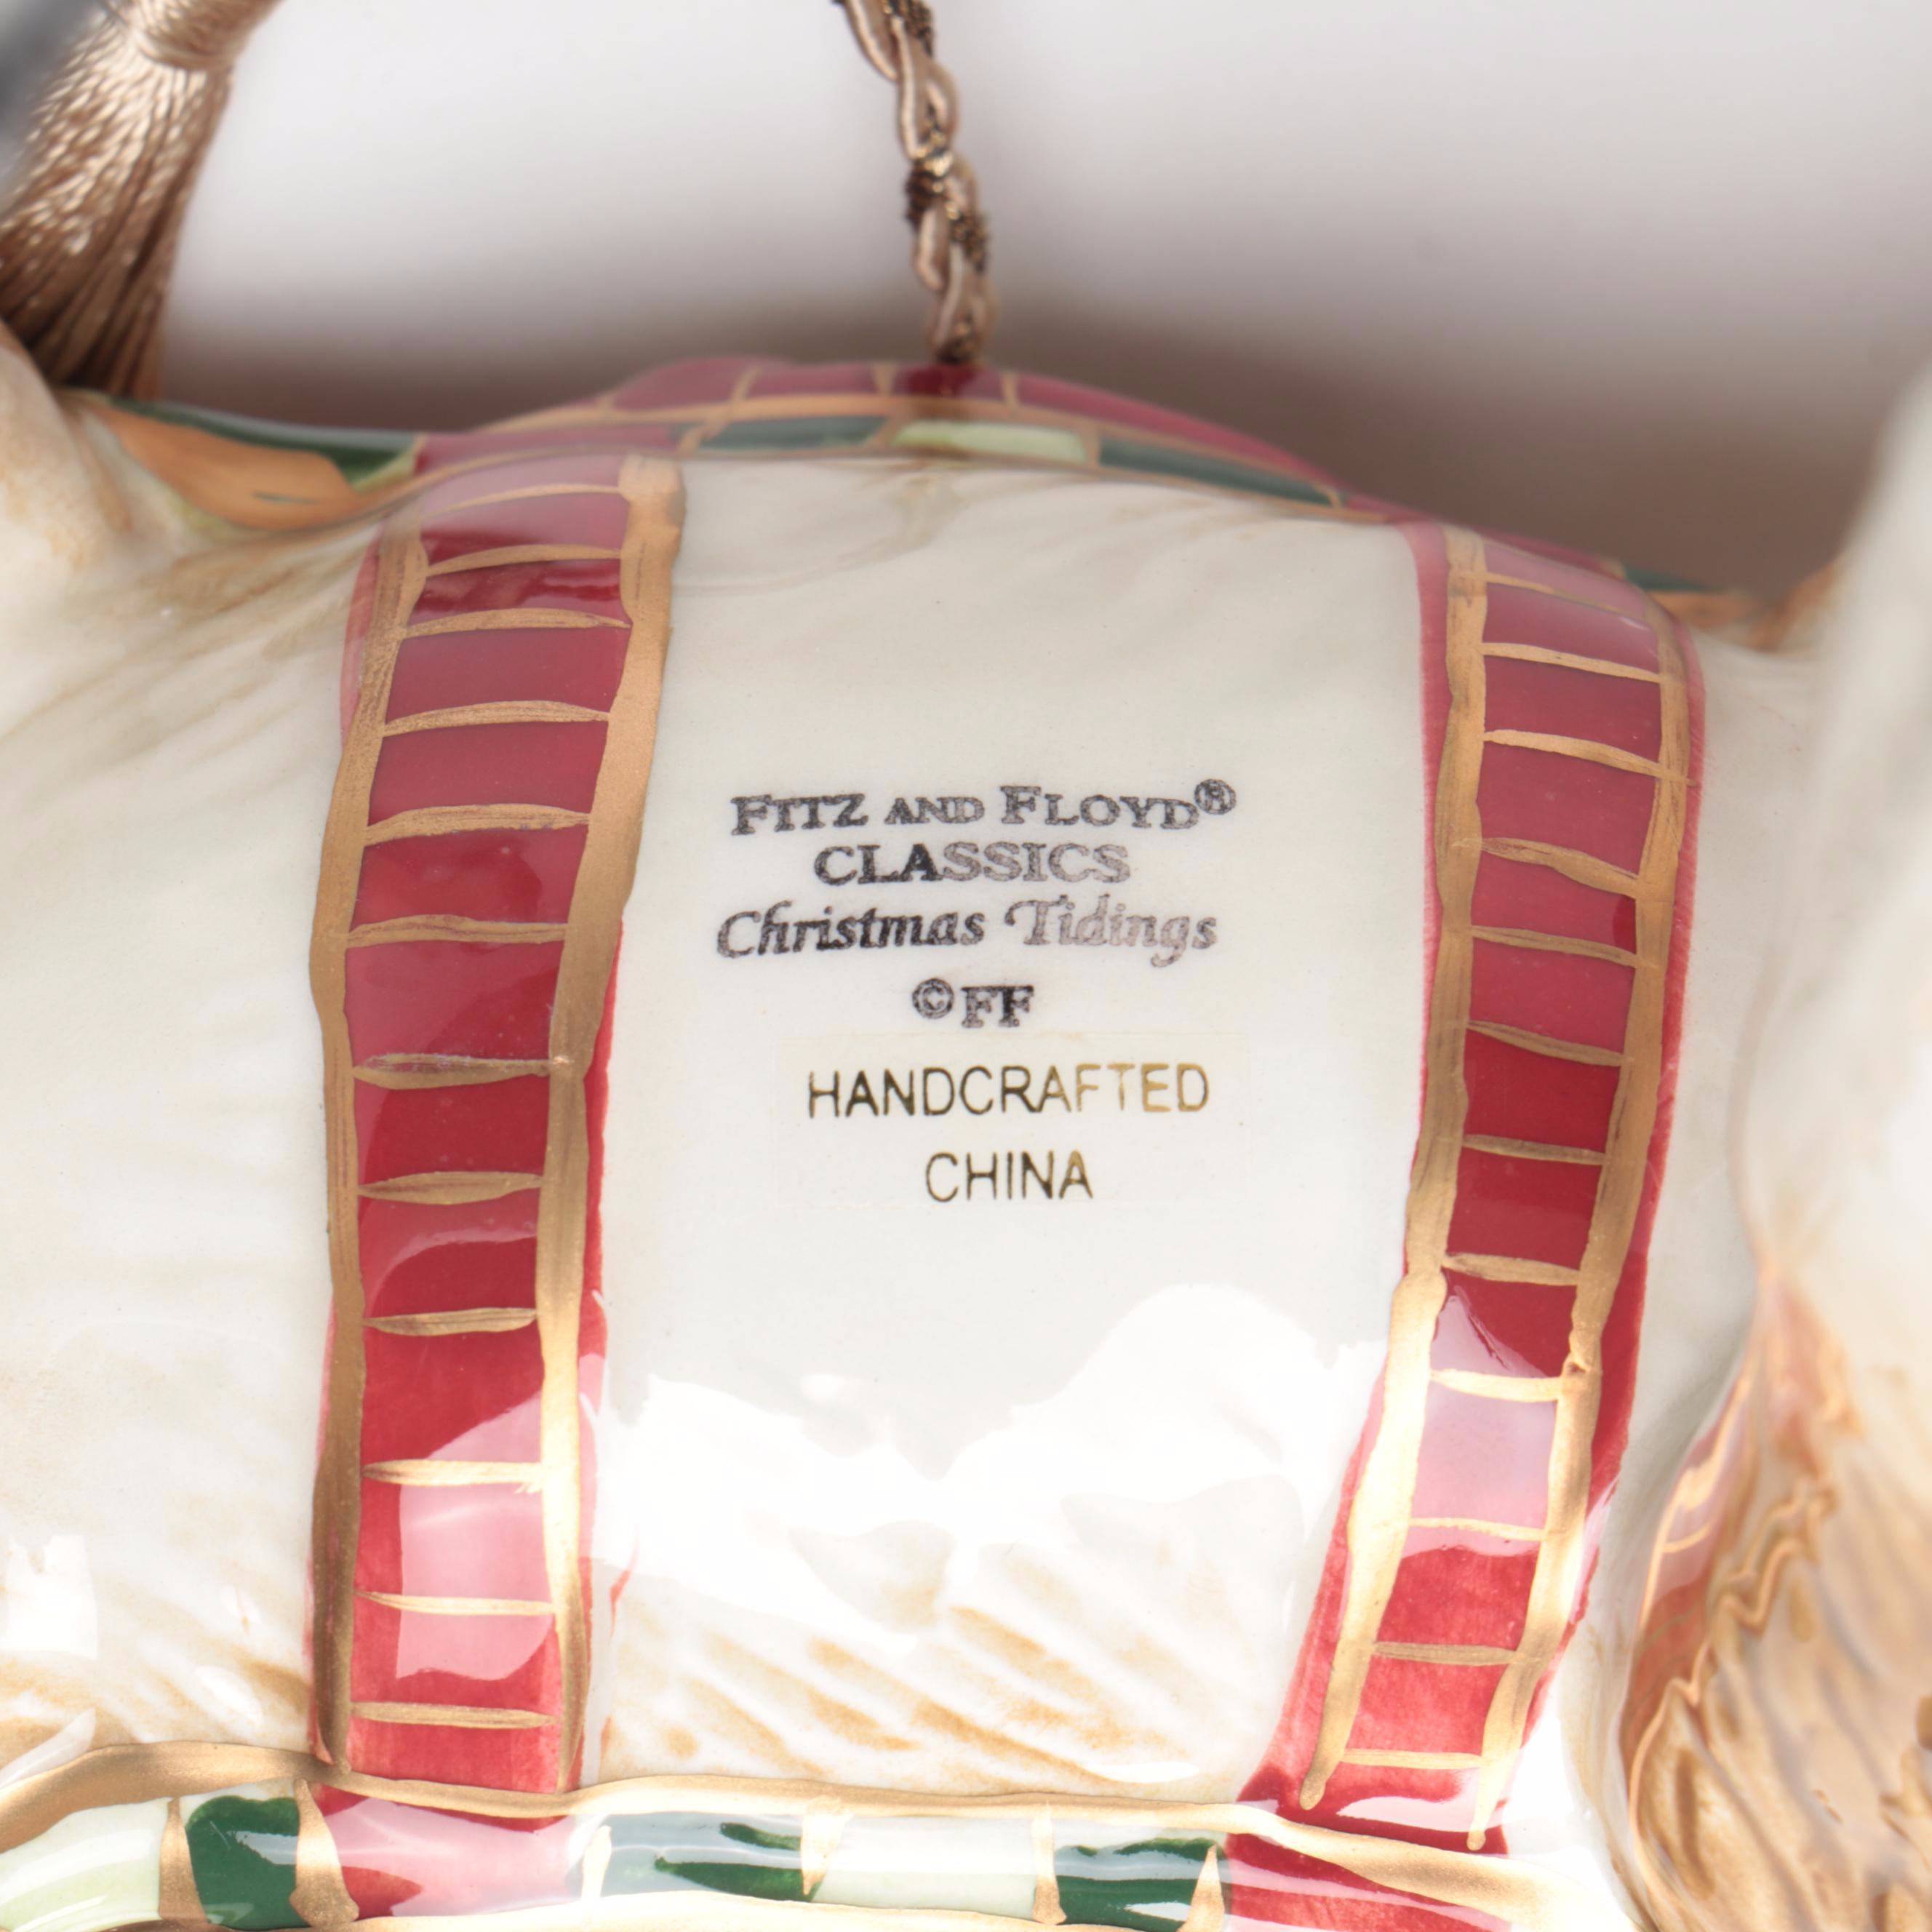 FITZ AND FLOYD®
CLASSICS
Christmas Tidings
©FF
HANDCRAFTED
CHINA